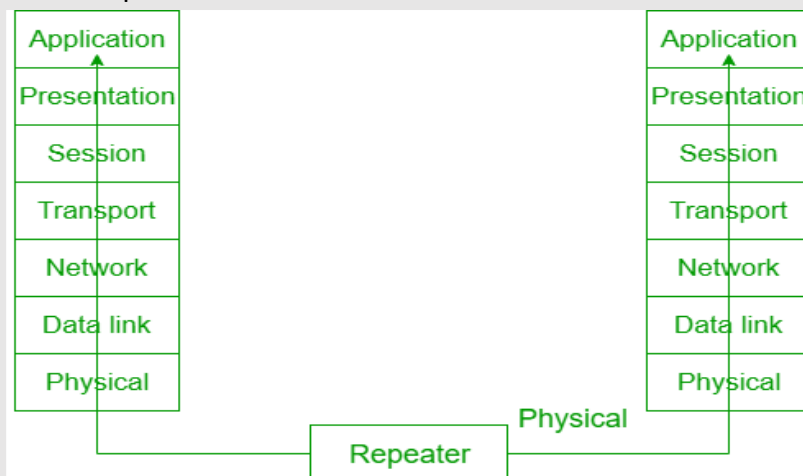 Application
Presentation
Session
Transport
Network
Data link
Physical
Application
Presentation
Session
Transport
Network
Data link
Physical
Physical
Repeater